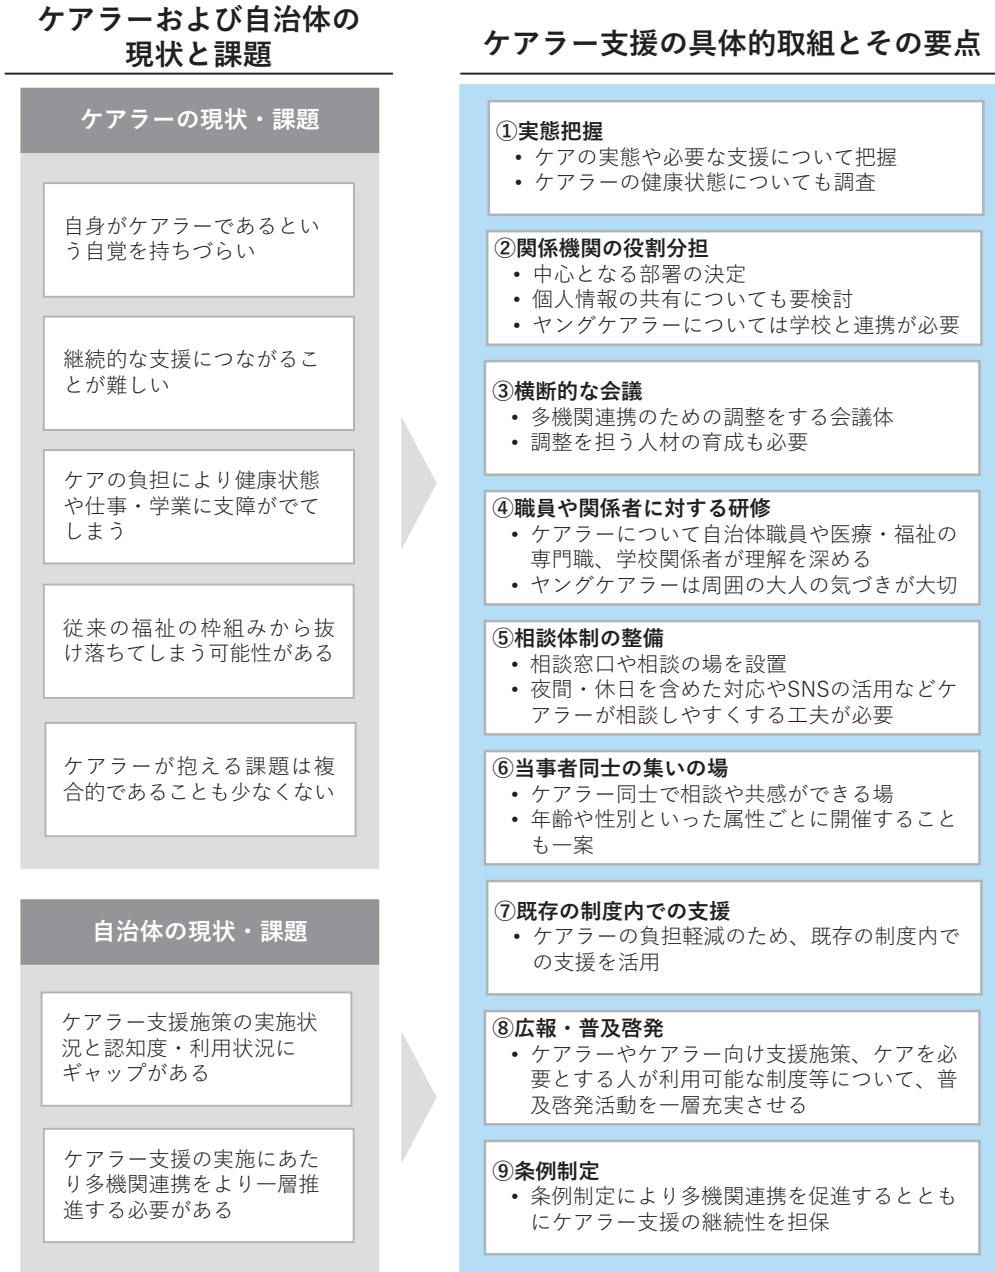 ケアラーおよび自治体の
現状と課題
ケアラーの現状・課題
自身がケアラーであるとい
う自覚を持ちづらい
継続的な支援につながるこ
とが難しい
ケアの負担により健康状態
や仕事・学業に支障がでて
しまう
従来の福祉の枠組みから抜
け落ちてしまう可能性がある
ケアラーが抱える課題は複
合的であることも少なくない
自治体の現状・課題
ケアラー支援施策の実施状
況と認知度・利用状況に
ギャップがある
ケアラー支援の実施にあた
り多機関連携をより一層推
進する必要がある
ケアラー支援の具体的取組とその要点
①実態把握
• ケアの実態や必要な支援について把握
• ケアラーの健康状態についても調査
②関係機関の役割分担
• 中心となる部署の決定
• 個人情報の共有についても要検討
• ヤングケアラーについては学校と連携が必要
③横断的な会議
• 多機関連携のための調整をする会議体
• 調整を担う人材の育成も必要
④職員や関係者に対する研修
• ケアラーについて自治体職員や医療・福祉の
専門職、学校関係者が理解を深める
• ヤングケアラーは周囲の大人の気づきが大切
⑤相談体制の整備
• 相談窓口や相談の場を設置
• 夜間・休日を含めた対応やSNSの活用などケ
アラーが相談しやすくする工夫が必要
⑥当事者同士の集いの場
• ケアラー同士で相談や共感ができる場
• 年齢や性別といった属性ごとに開催すること
も一案
⑦既存の制度内での支援
• ケアラーの負担軽減のため、既存の制度内で
の支援を活用
⑧広報・普及啓発
• ケアラーやケアラー向け支援施策、ケアを必
要とする人が利用可能な制度等について、普
及啓発活動を一層充実させる
⑨条例制定
• 条例制定により多機関連携を促進するととも
にケアラー支援の継続性を担保